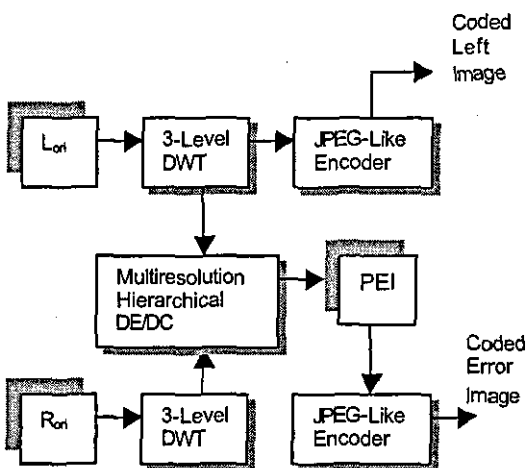 Coded
Left
Image
Lori
3-Level
DWT
JPEG-Like
Encoder
Multiresolution
Hierarchical
DE/DC
PEI
Coded
Error
Image
Rori
3-Level
DWT
JPEG-Like
Encoder